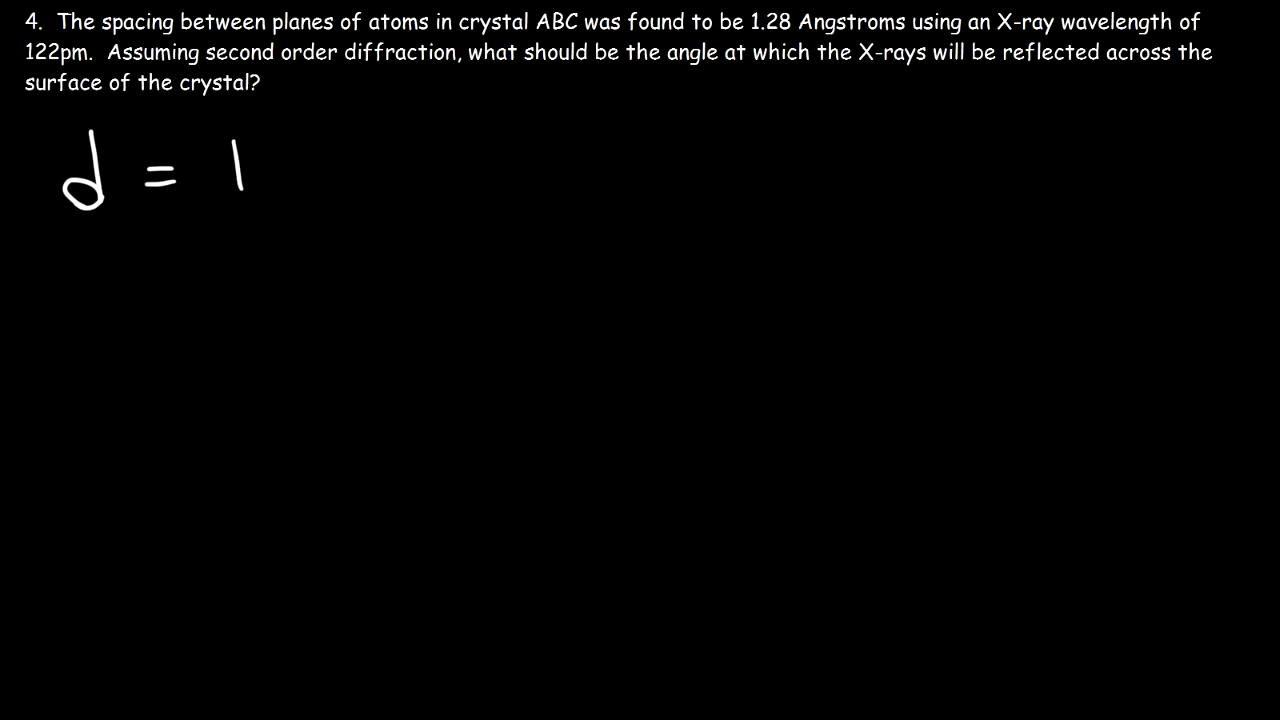 4. The spacing between planes of atoms in crystal ABC was found to be 1.28 Angstroms using an X-ray wavelength of
122pm. Assuming second order diffraction, what should be the angle at which the X-rays will be reflected across the
surface of the crystal?
d = 1